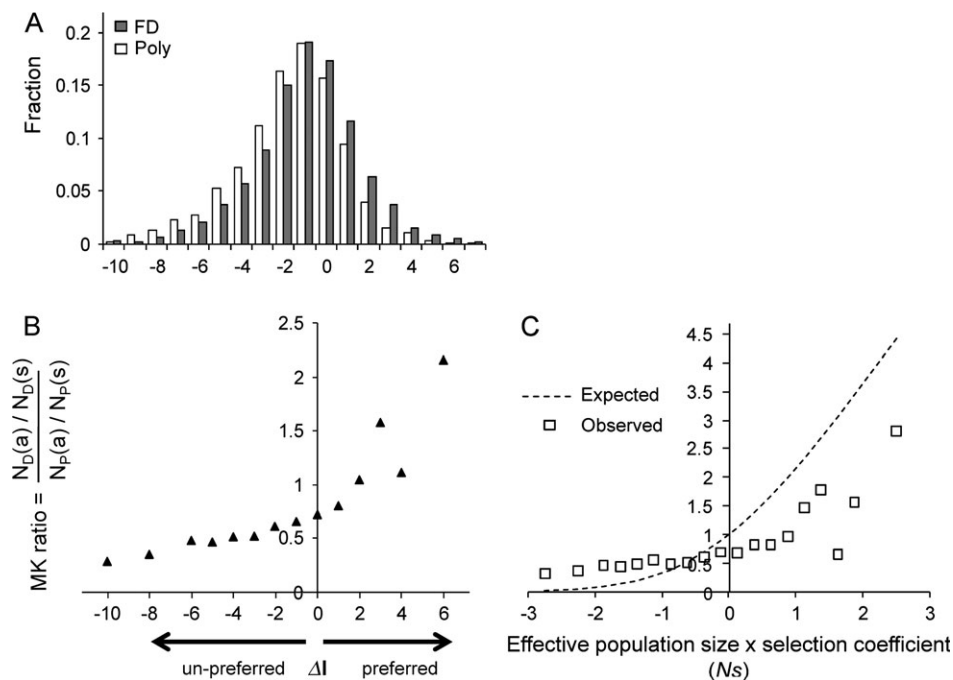 A
FD
Poly
Fraction
0.2
0.15
0.1
0.05
0
-10 -8 -6 -4 -2 0 2 4 6
B
MK ratio = N_D(a) / N_D(s)
N_P(a) / N_P(s)
2.5
2
1.5
1
0.5
0
-10 -8 -6 -4 -2 0 2 4 6
un-preferred ΔI preferred
C
Expected
Observed
4.5
4
3.5
3
2.5
2
1.5
1
0.5
0
-3 -2 -1 0 1 2 3
Effective population size x selection coefficient
(Ns)